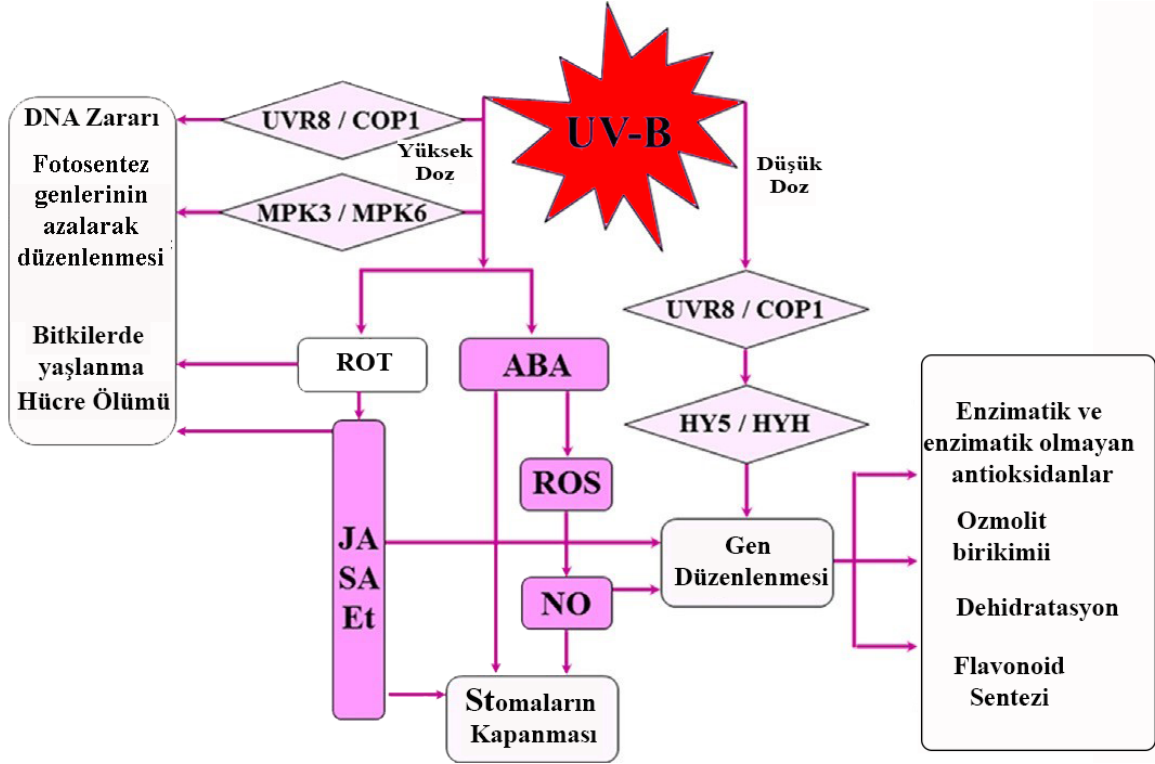 UV-B
Yüksek
Doz
Düşük
Doz
UVR8 / COP1
MPK3 / MPK6
DNA Zararı
Fotosentez
genlerinin
azalarak
düzenlenmesi
Bitkilerde
yaşlanma
Hücre Ölümü
ROT
ABA
ROS
NO
JA
SA
Et
Stomaların
Kapanması
UVR8 / COP1
HY5 / HYH
Gen
Düzenlenmesi
Enzimatik ve
enzimatik olmayan
antioksidanlar
Ozmolit
birikimii
Dehidratasyon
Flavonoid
Sentezi